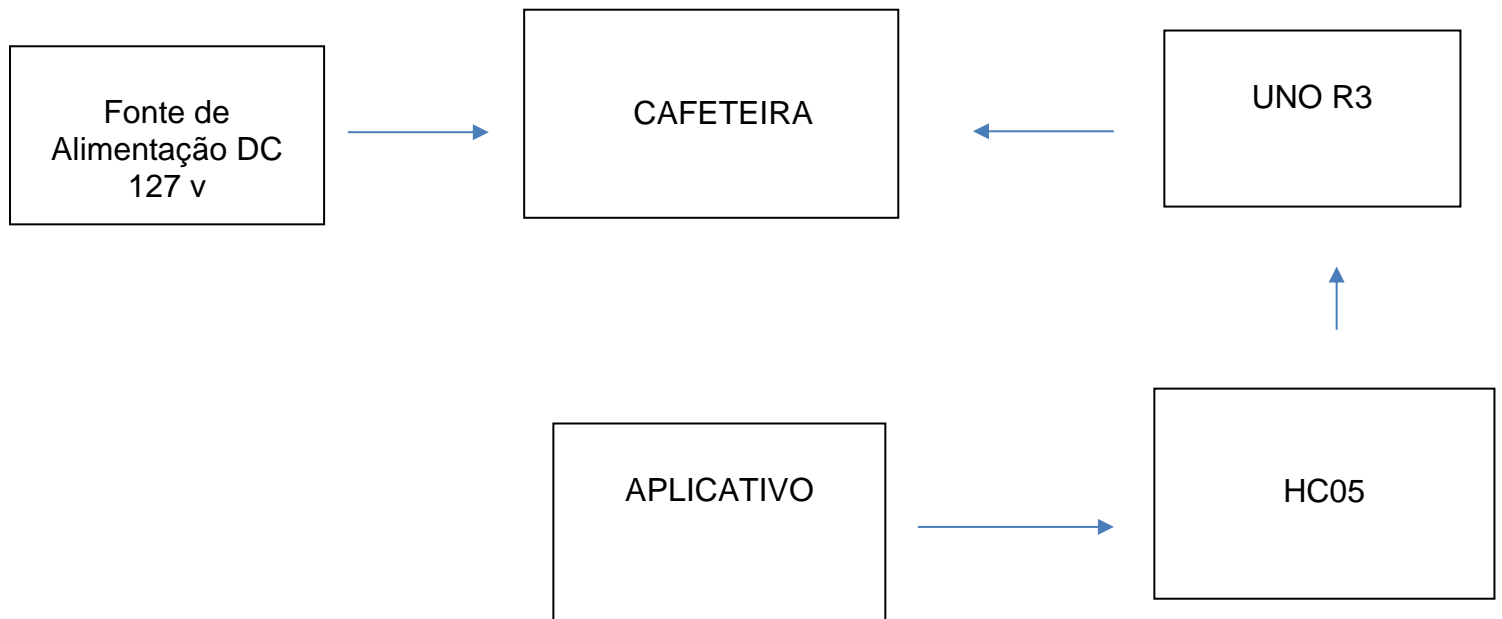 Fonte de
Alimentação DC
127 v
CAFETEIRA
UNO R3
APLICATIVO
HC05